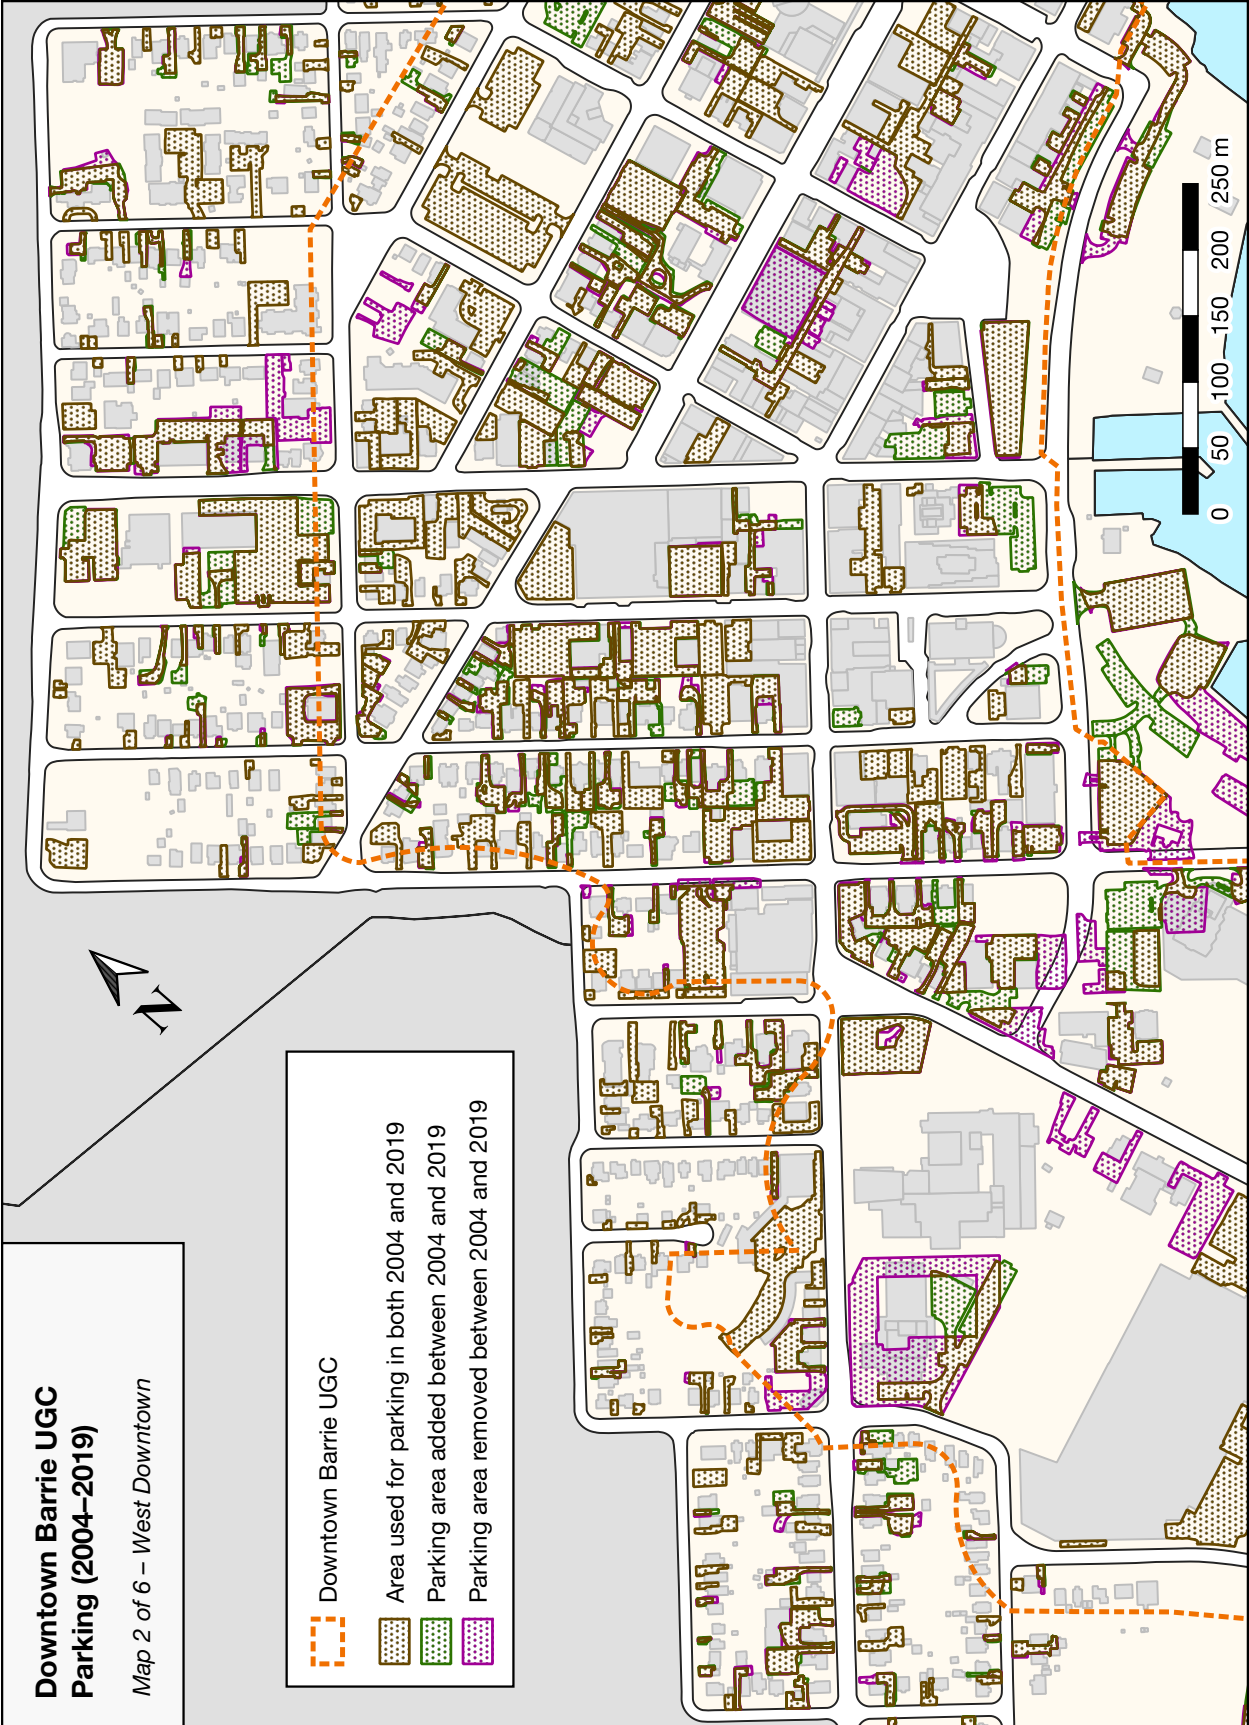 Downtown Barrie UGC
Parking (2004–2019)
Map 2 of 6 – West Downtown
Downtown Barrie UGC
Area used for parking in both 2004 and 2019
Parking area added between 2004 and 2019
Parking area removed between 2004 and 2019
N
0 50 100 150 200 250 m